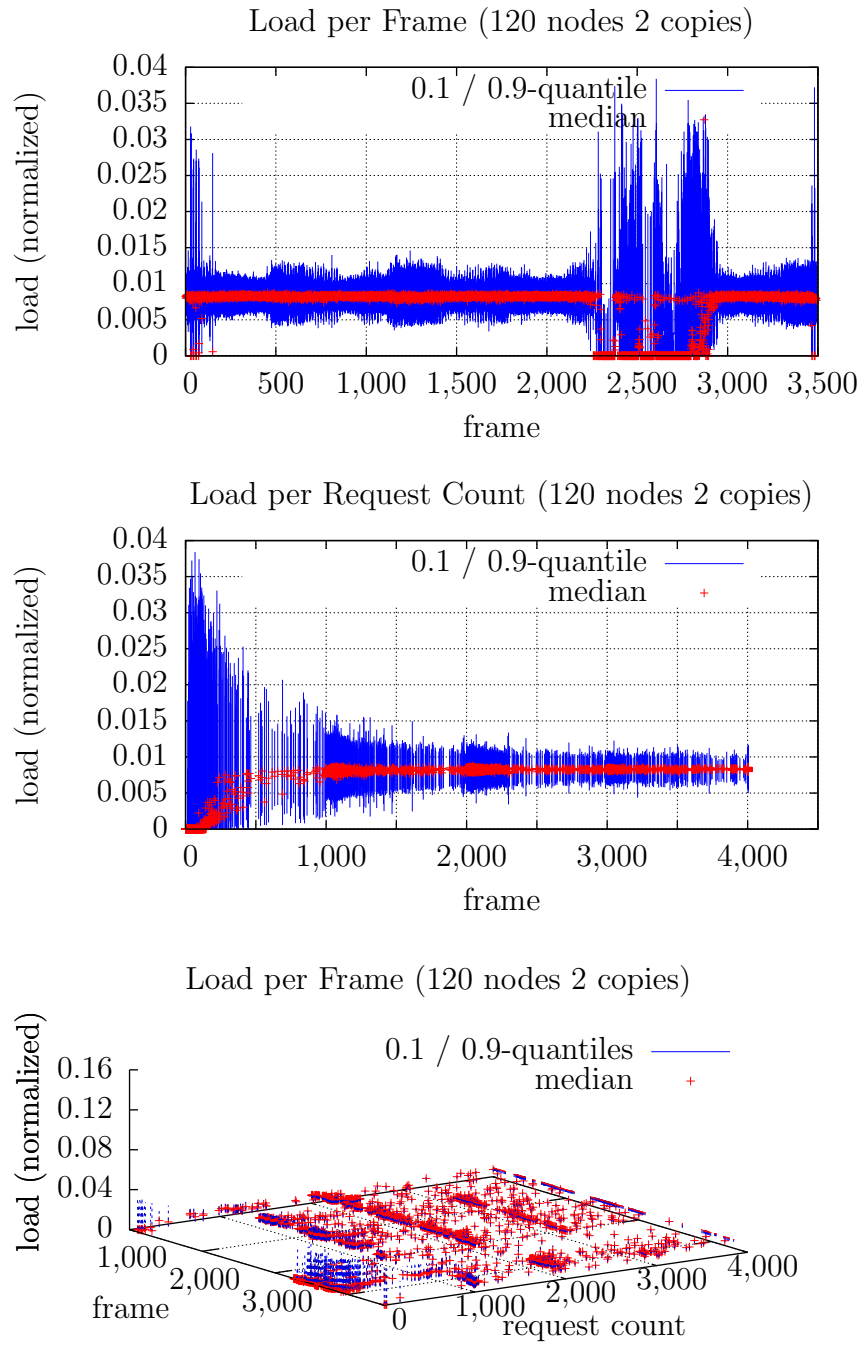 Load per Frame (120 nodes 2 copies)
load (normalized)
0.04
0.035
0.03
0.025
0.02
0.015
0.01
0.005
0
0.1 / 0.9-quantile
median
0 500 1,000 1,500 2,000 2,500 3,000 3,500
frame
Load per Request Count (120 nodes 2 copies)
load (normalized)
0.04
0.035
0.03
0.025
0.02
0.015
0.01
0.005
0
0.1 / 0.9-quantile
median
0 1,000 2,000 3,000 4,000
frame
Load per Frame (120 nodes 2 copies)
load (normalized)
0.1 / 0.9-quantiles
median
0.16
0.12
0.08
0.04
0
1,000
2,000
3,000
frame
0
1,000
2,000
3,000
4,000
request count